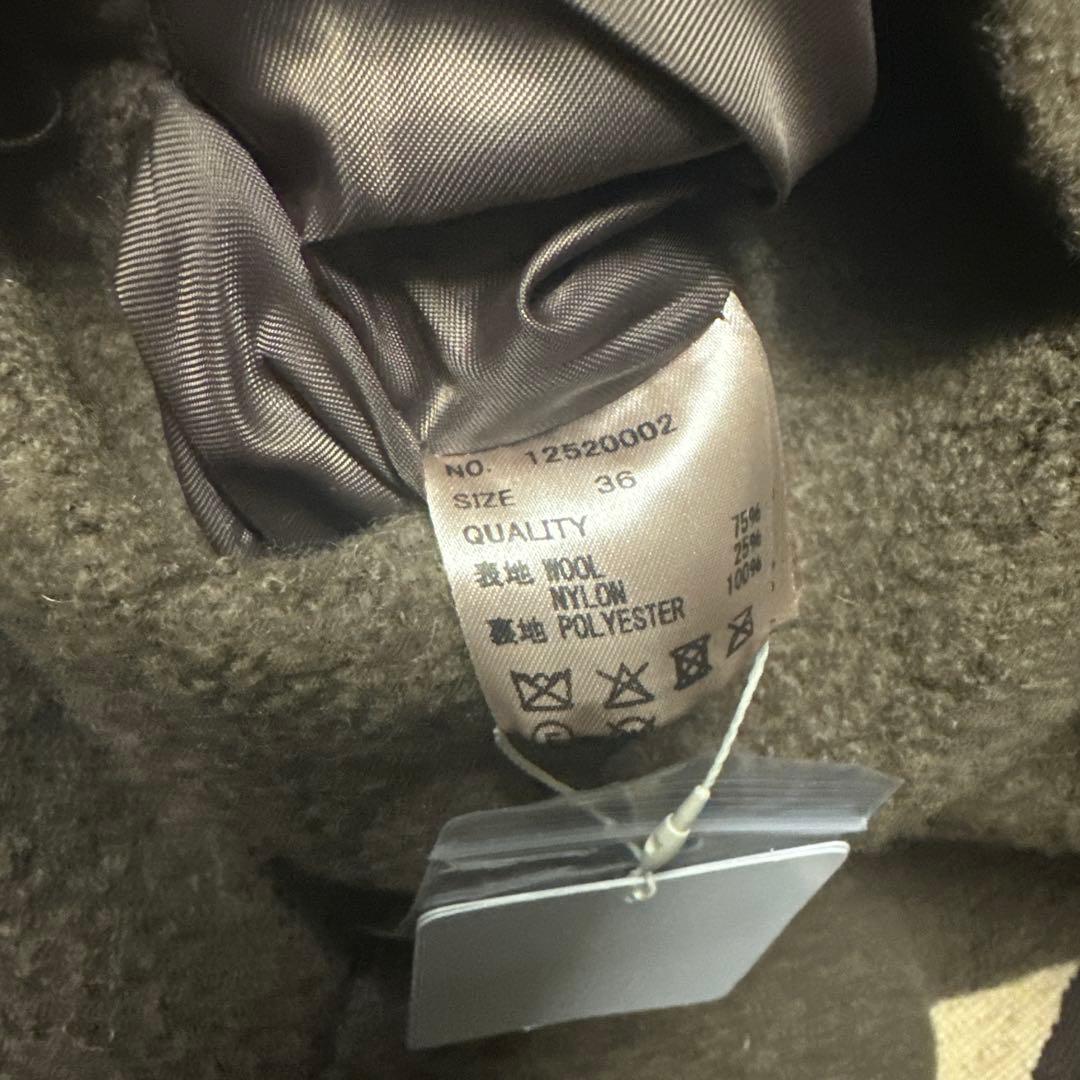 NO. 12520002
SIZE 36
QUALITY
表地 WOOL 75%
NYLON 25%
裏地 POLYESTER 100%